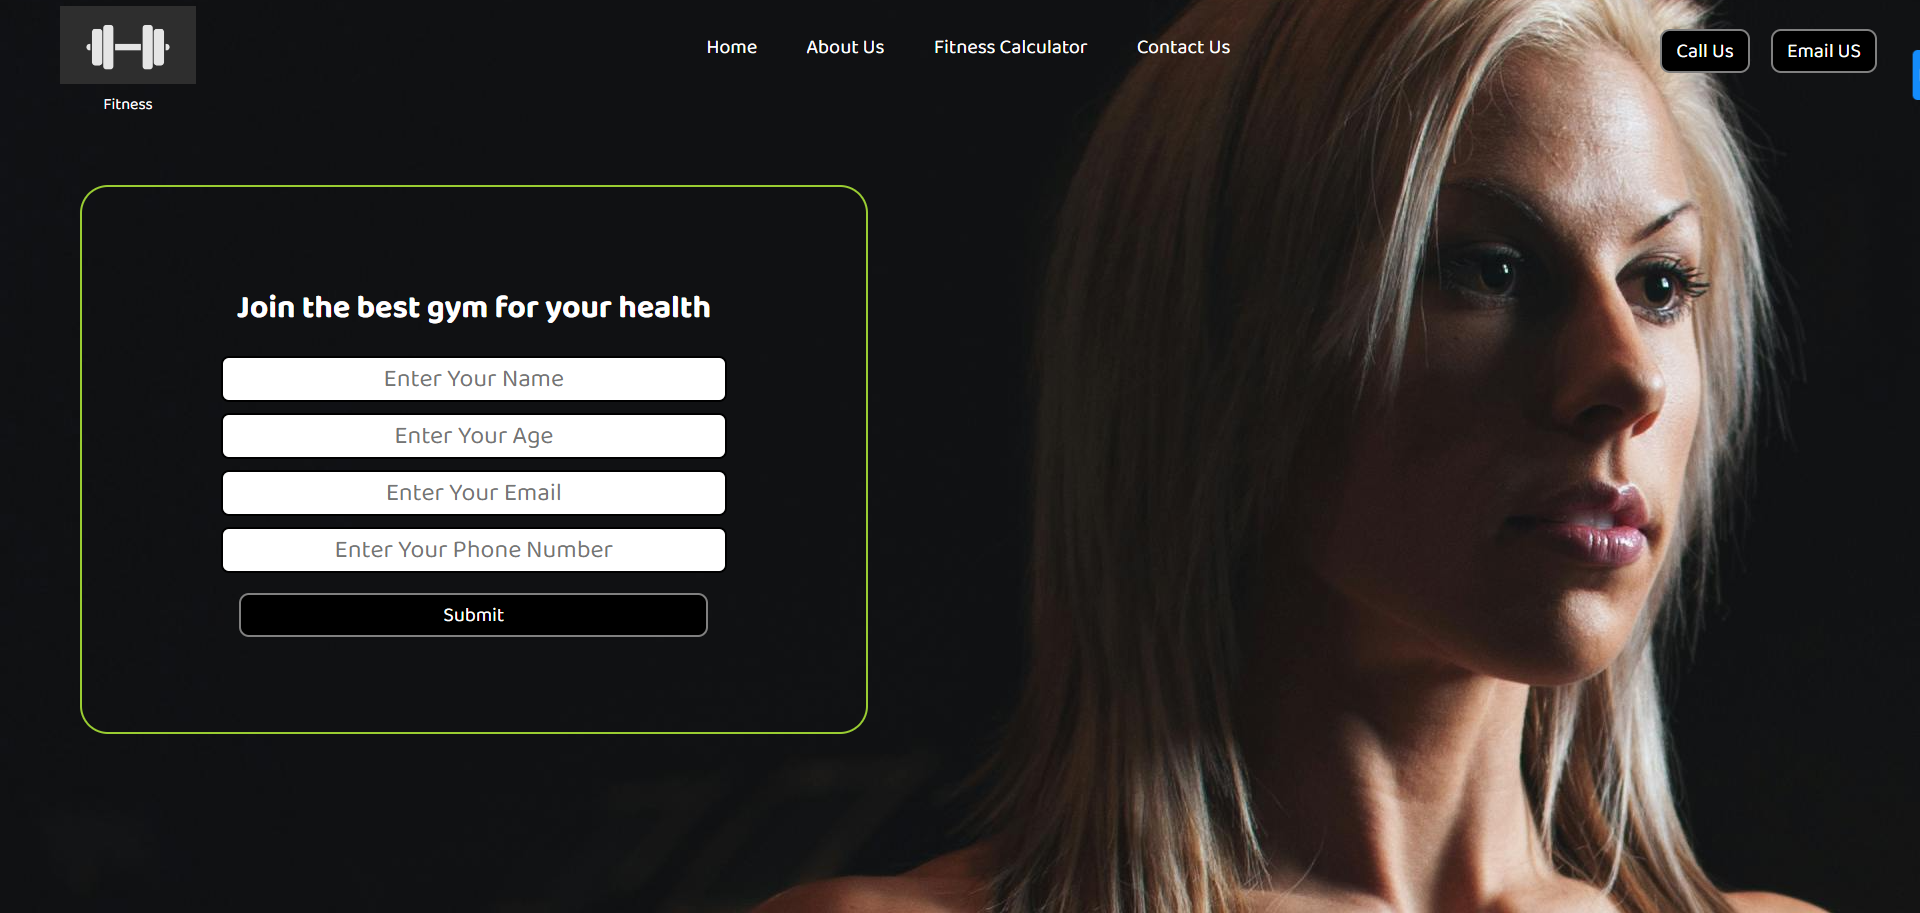 Fitness
Home
About Us
Fitness Calculator
Contact Us
Call Us
Email US
Join the best gym for your health
Enter Your Name
Enter Your Age
Enter Your Email
Enter Your Phone Number
Submit